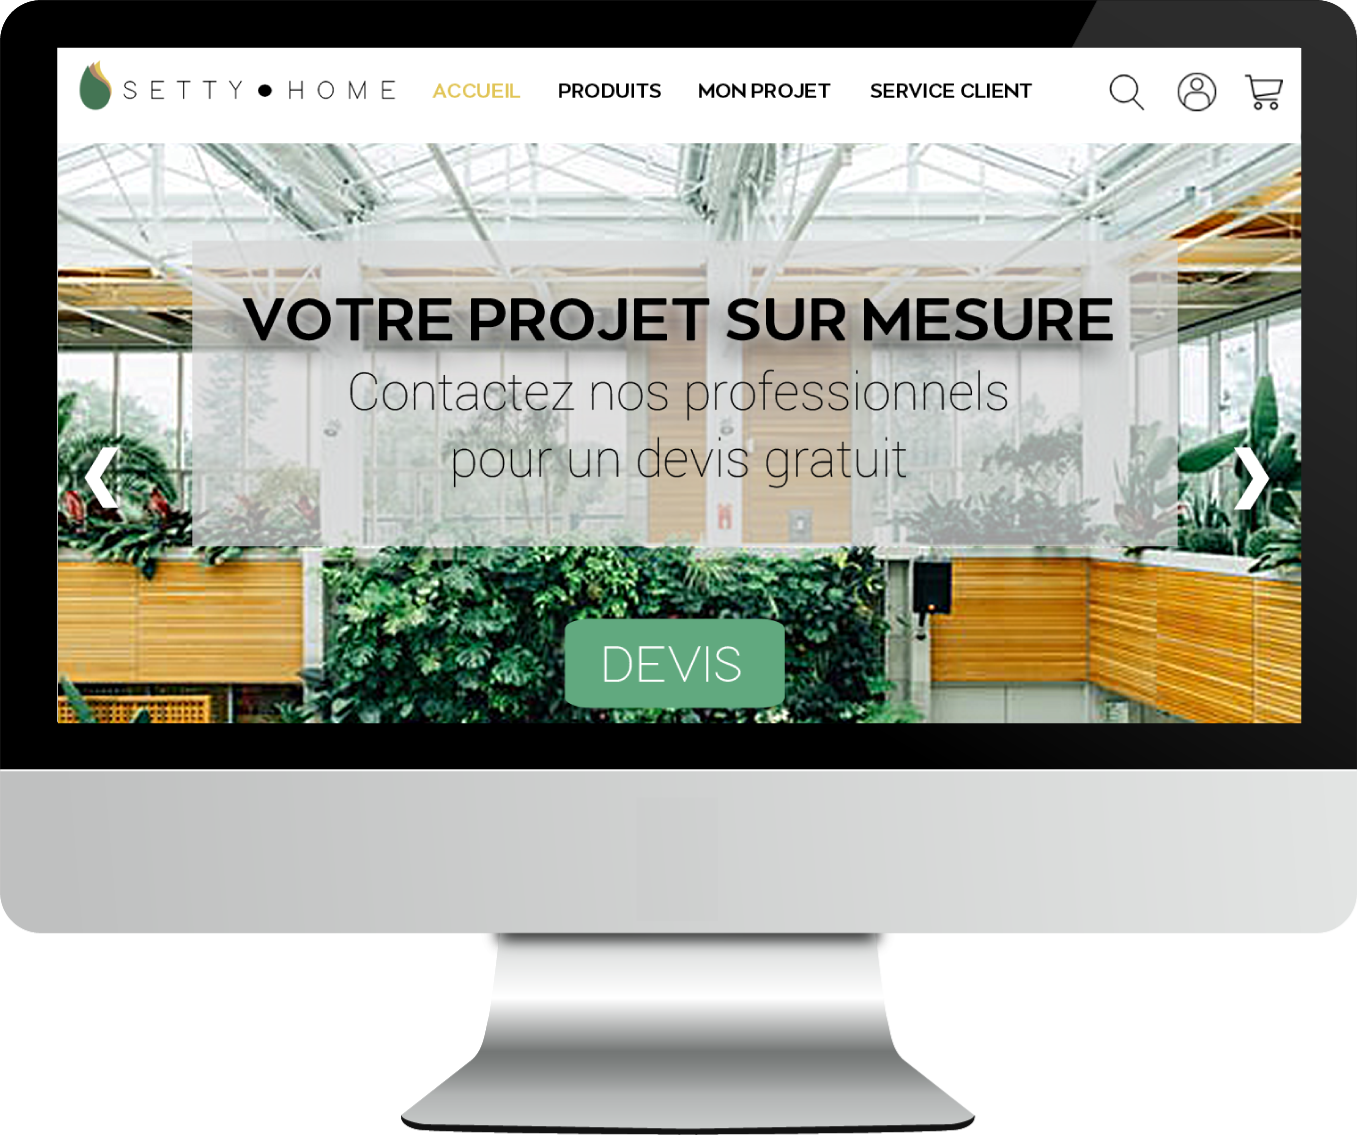 SETTY•HOME ACCUEIL PRODUITS MON PROJET SERVICE CLIENT
VOTRE PROJET SUR MESURE
Contactez nos professionnels
pour un devis gratuit
DEVIS